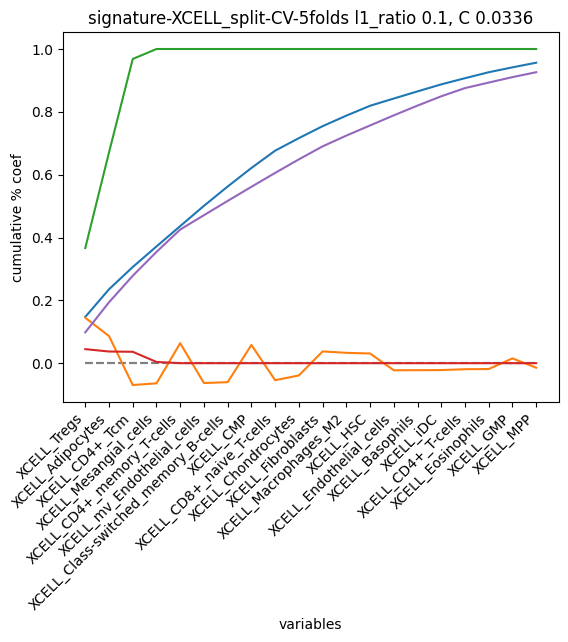 signature-XCELL_split-CV-5folds l1_ratio 0.1, C 0.0336
cumulative % coef
1.0
0.8
0.6
0.4
0.2
0.0
XCELL_Tregs
XCELL_Adipocytes
XCELL_CD4+_Tcm
XCELL_Mesangial_cells
XCELL_CD4+_memory_T-cells
XCELL_mv_Endothelial_cells
XCELL_Class-switched_memory_B-cells
XCELL_CMP
XCELL_CD8+_naive_T-cells
XCELL_Chondrocytes
XCELL_Fibroblasts
XCELL_Macrophages_M2
XCELL_HSC
XCELL_Endothelial_cells
XCELL_Basophils
XCELL_iDC
XCELL_CD4+_T-cells
XCELL_Eosinophils
XCELL_GMP
XCELL_MPP
variables